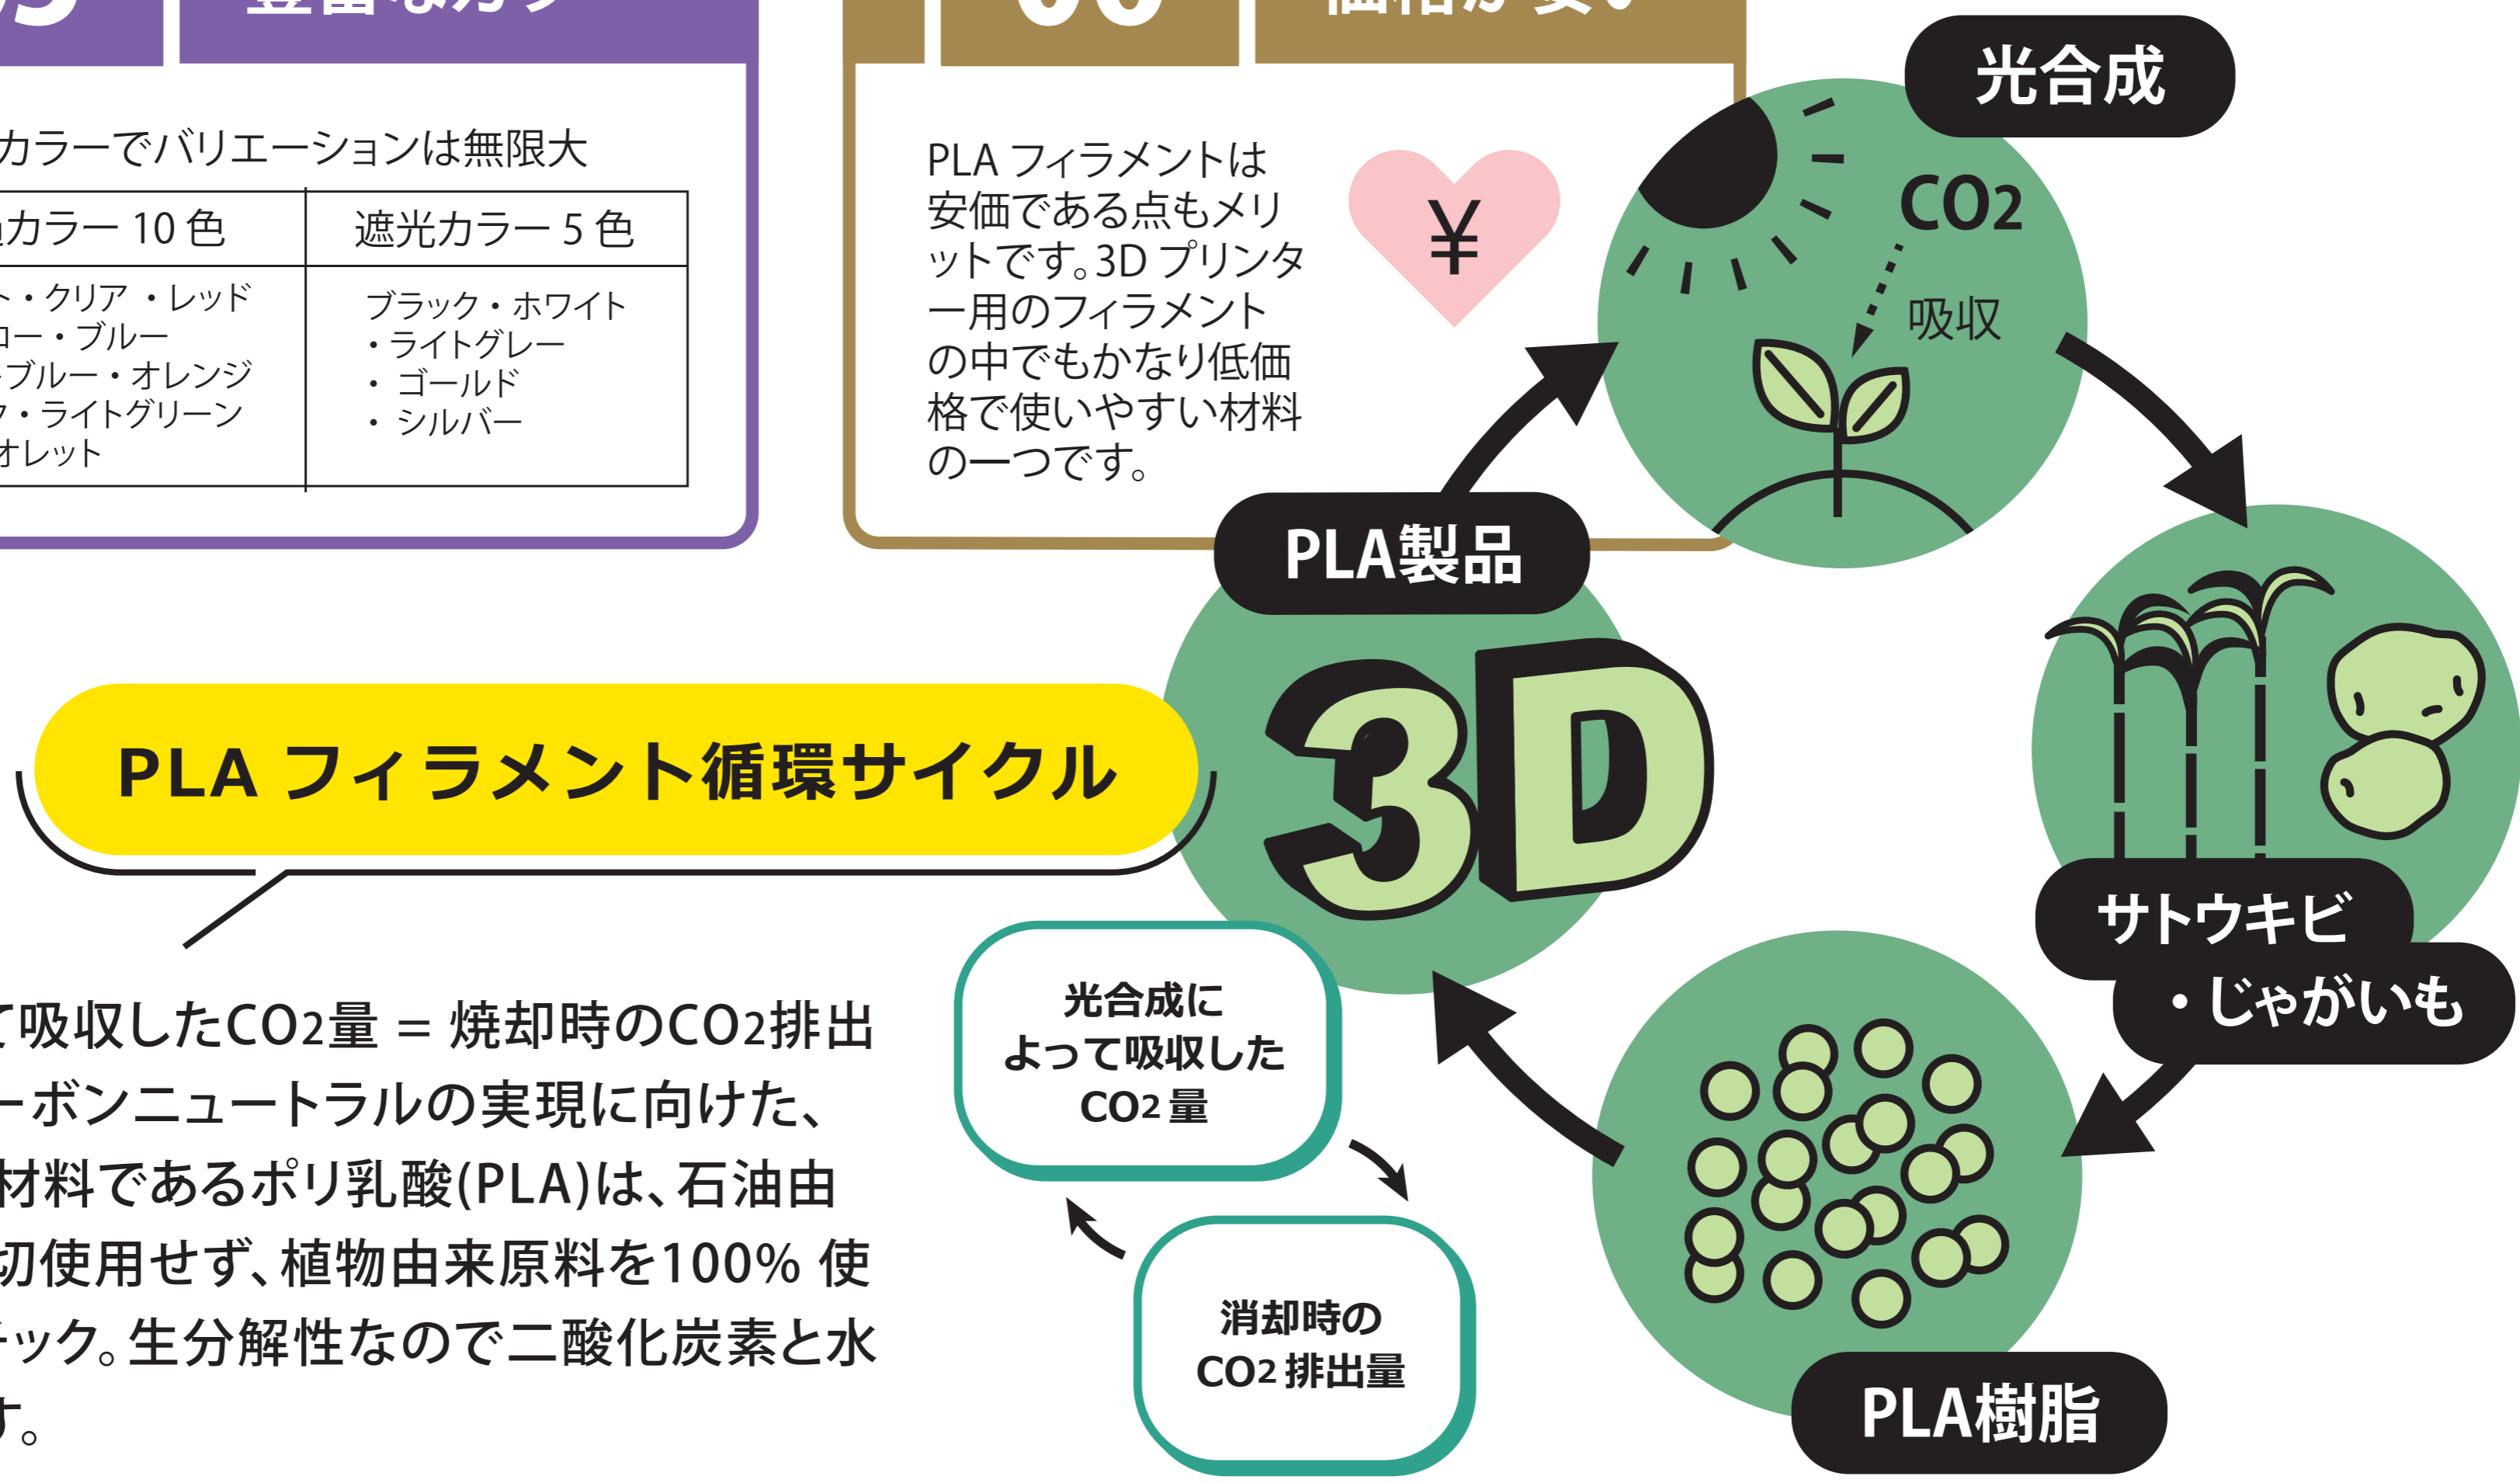 豊富なカラー
価格が安い
カラーでバリエーションは無限大
カラー 10 色
遮光カラー 5 色
・クリア ・レッド
ー・ブルー
ブルー・オレンジ
・ライトグリーン
オレット
ブラック・ホワイト
・ライトグレー
・ ゴールド
・ シルバー
PLA フィラメントは
安価である点もメリ
ットです。3D プリンタ
ー用のフィラメント
の中でもかなり低価
格で使いやすい材料
の一つです。
¥
光合成
CO2
吸収
PLA製品
3D
サトウキビ
・じゃがいも
PLA樹脂
PLA フィラメント循環サイクル
て吸収したCO2量 = 焼却時のCO2排出
ーボンニュートラルの実現に向けた、
材料であるポリ乳酸(PLA)は、石油由
切使用せず、植物由来原料を100% 使
チック。生分解性なので二酸化炭素と水
す。
光合成に
よって吸収した
CO2 量
消却時の
CO2 排出量